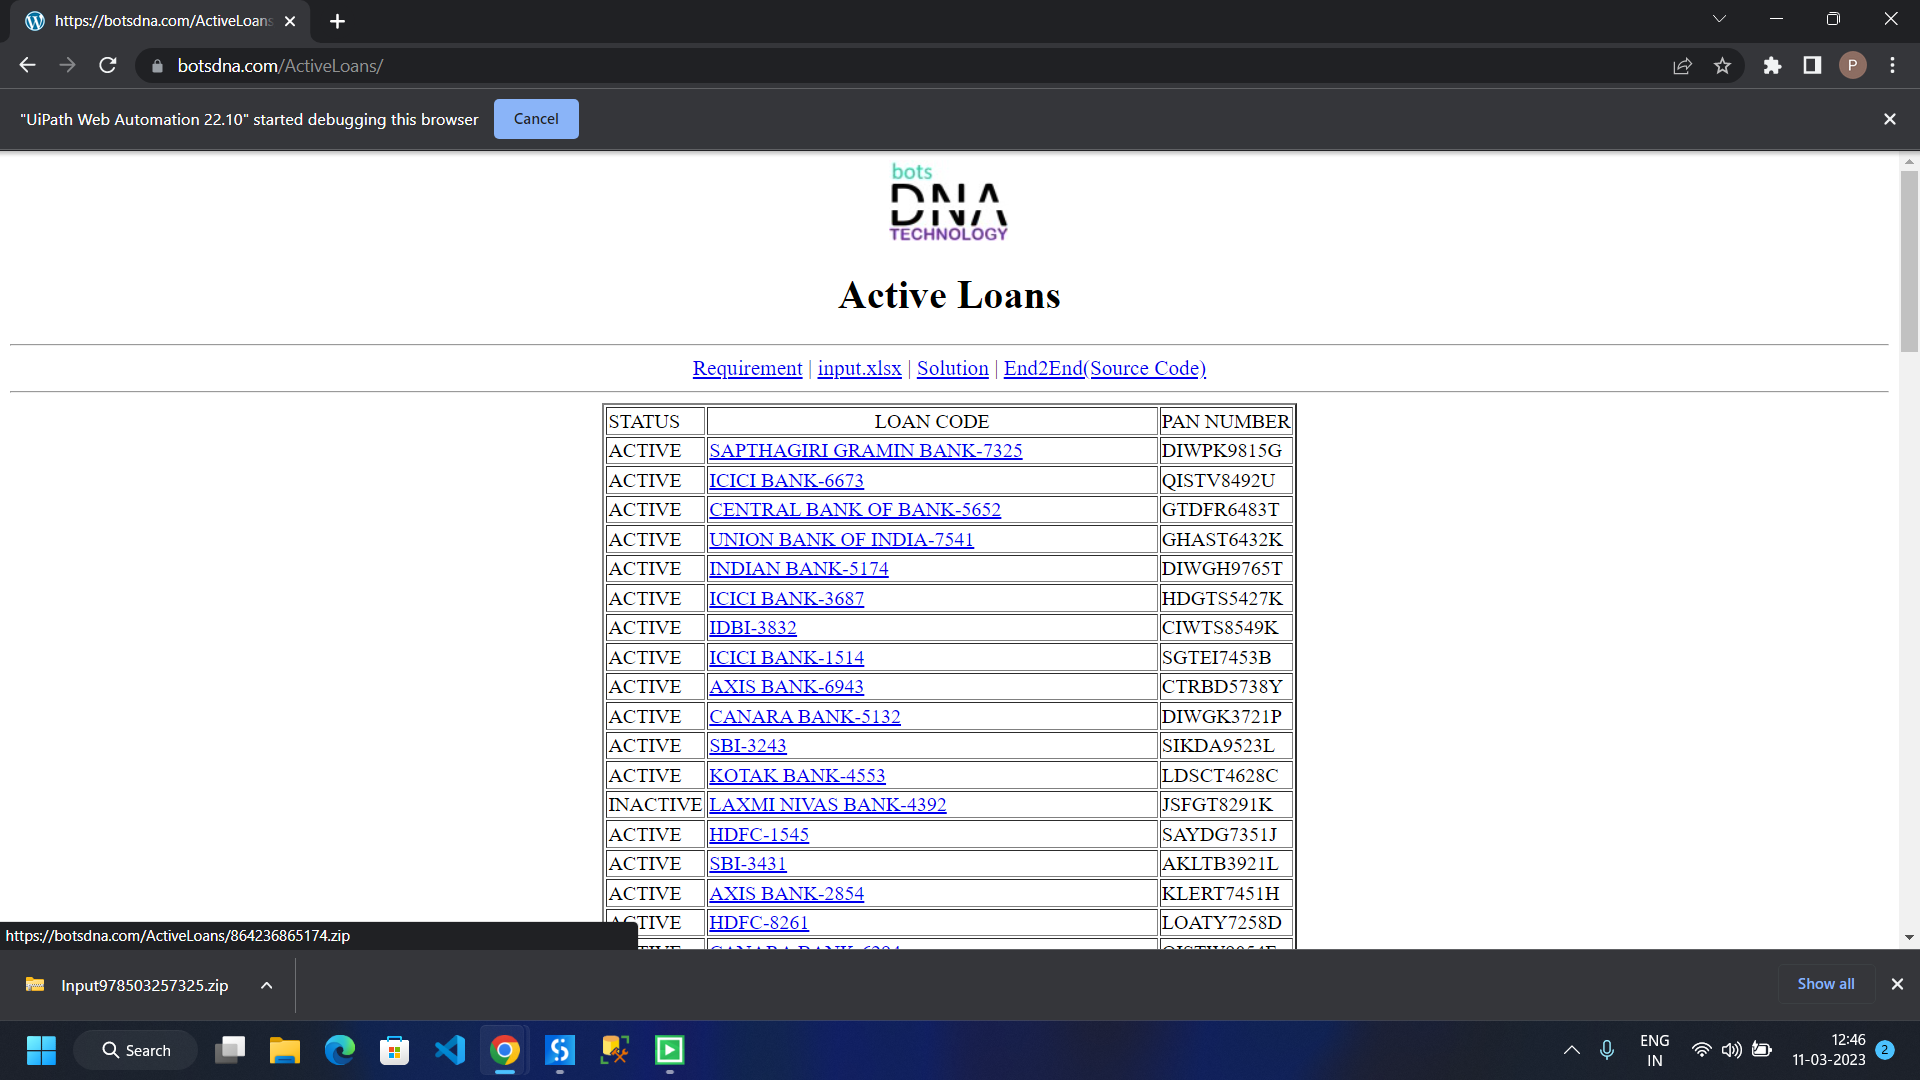 https://botsdna.com/ActiveLoans
botsdna.com/ActiveLoans/
P
"UiPath Web Automation 22.10" started debugging this browser
Cancel
bots
DNA
TECHNOLOGY
Active Loans
Requirement | input.xlsx | Solution | End2End(Source Code)
STATUS LOAN CODE PAN NUMBER
ACTIVE SAPTHAGIRI GRAMIN BANK-7325 DIWPK9815G
ACTIVE ICICI BANK-6673 QISTV8492U
ACTIVE CENTRAL BANK OF BANK-5652 GTDFR6483T
ACTIVE UNION BANK OF INDIA-7541 GHAST6432K
ACTIVE INDIAN BANK-5174 DIWGH9765T
ACTIVE ICICI BANK-3687 HDGTS5427K
ACTIVE IDBI-3832 CIWTS8549K
ACTIVE ICICI BANK-1514 SGTEI7453B
ACTIVE AXIS BANK-6943 CTRBD5738Y
ACTIVE CANARA BANK-5132 DIWGK3721P
ACTIVE SBI-3243 SIKDA9523L
ACTIVE KOTAK BANK-4553 LDSCT4628C
INACTIVE LAXMI NIVAS BANK-4392 JSFGT8291K
ACTIVE HDFC-1545 SAYDG7351J
ACTIVE SBI-3431 AKLTB3921L
ACTIVE AXIS BANK-2854 KLERT7451H
ACTIVE HDFC-8261 LOATY7258D
https://botsdna.com/ActiveLoans/864236865174.zip
Input978503257325.zip
Show all
Search
ENG
IN
12:46
11-03-2023
2